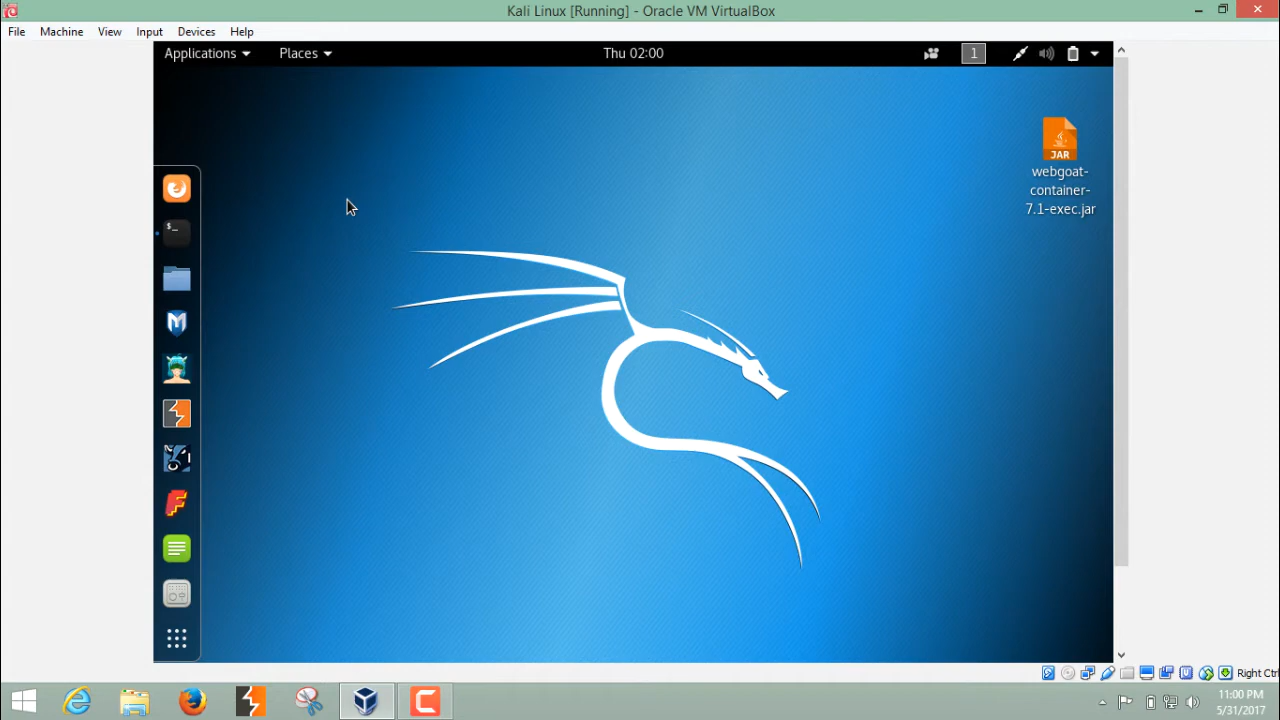 Kali Linux [Running] - Oracle VM VirtualBox
File Machine View Input Devices Help
Applications Places Thu 02:00 1
JAR
webgoat-
container-
7.1-exec.jar
$_
Right Ctrl
11:00 PM
5/31/2017